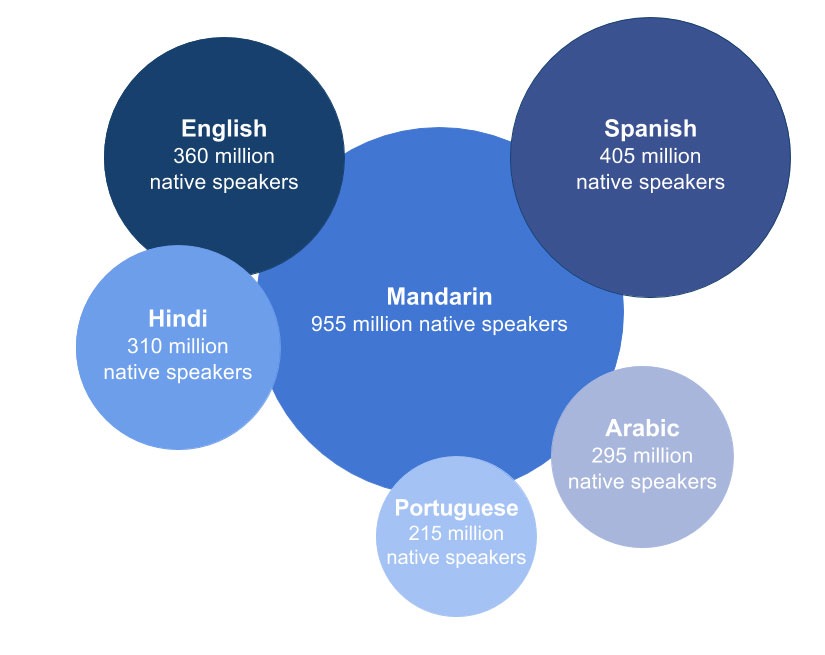 English
360 million
native speakers
Spanish
405 million
native speakers
Mandarin
955 million native speakers
Hindi
310 million
native speakers
Arabic
295 million
native speakers
Portuguese
215 million
native speakers